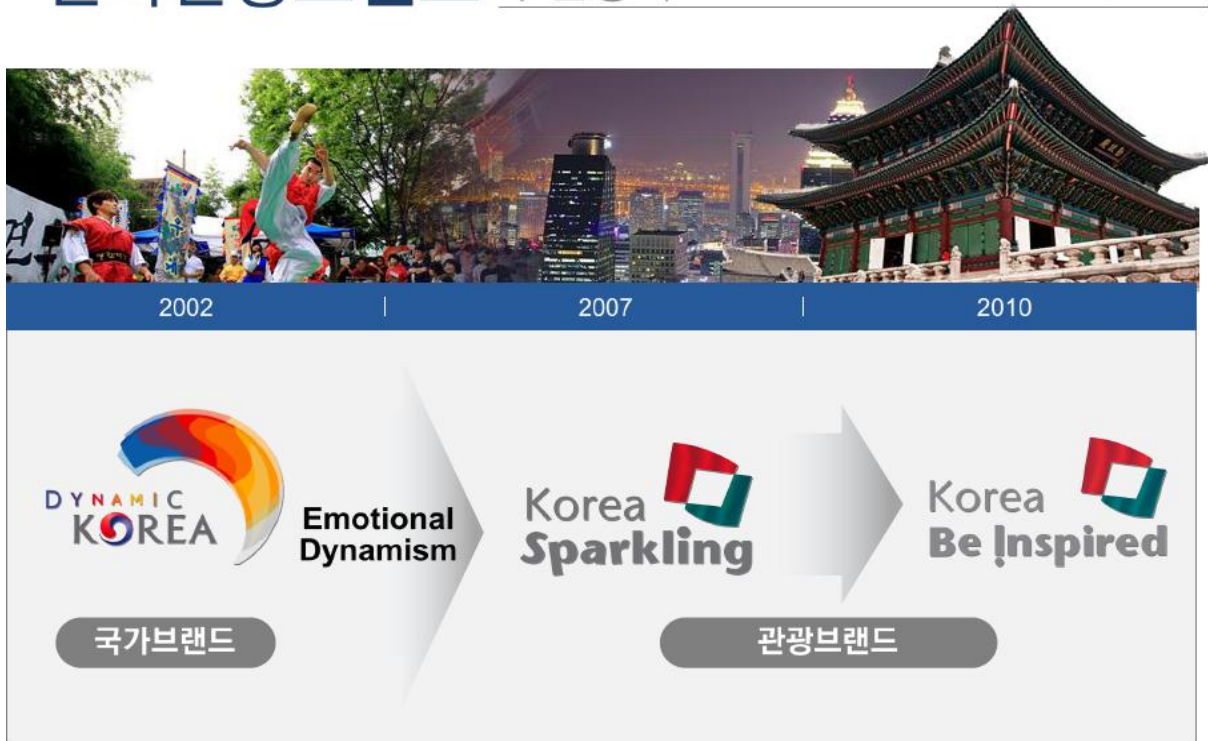 2002
2007
2010
DYNAMIC
KOREA
Emotional
Dynamism
Korea
Sparkling
Korea
Be Inspired
국가브랜드
관광브랜드